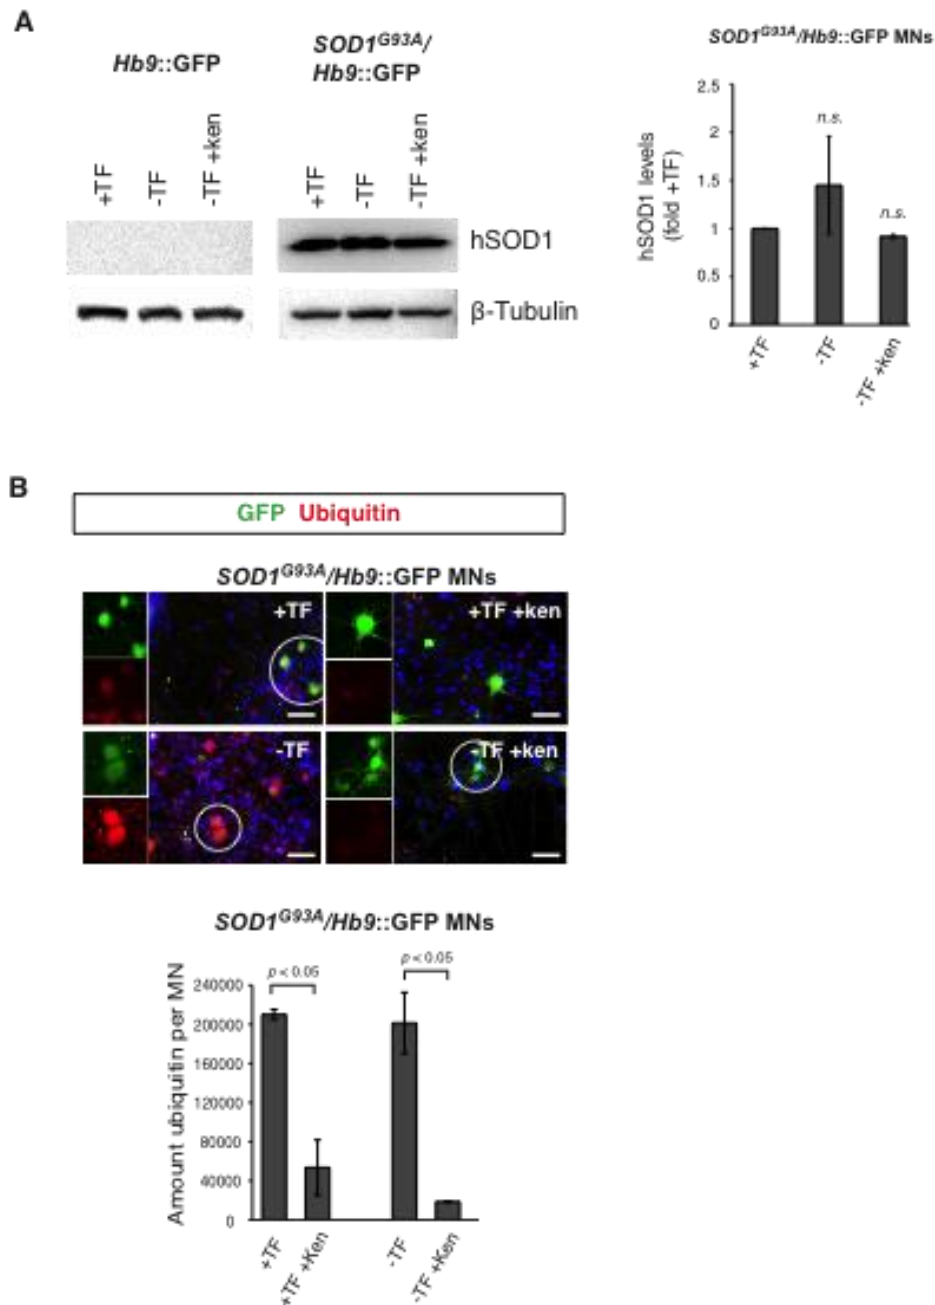 A
Hb9::GFP
SOD1G93A/
Hb9::GFP
+TF
-TF
-TF +ken
+TF
-TF
-TF +ken
hSOD1
β-Tubulin
SOD1G93A/Hb9::GFP MNs
hSOD1 levels
(fold +TF)
2.5
2
1.5
1
0.5
0
n.s.
n.s.
+TF
-TF
-TF +ken
B
GFP Ubiquitin
SOD1G93A/Hb9::GFP MNs
+TF
+TF +ken
-TF
-TF +ken
SOD1G93A/Hb9::GFP MNs
Amount ubiquitin per MN
240000
200000
160000
120000
80000
40000
0
p < 0.05
p < 0.05
+TF
+TF +Ken
-TF
-TF +Ken